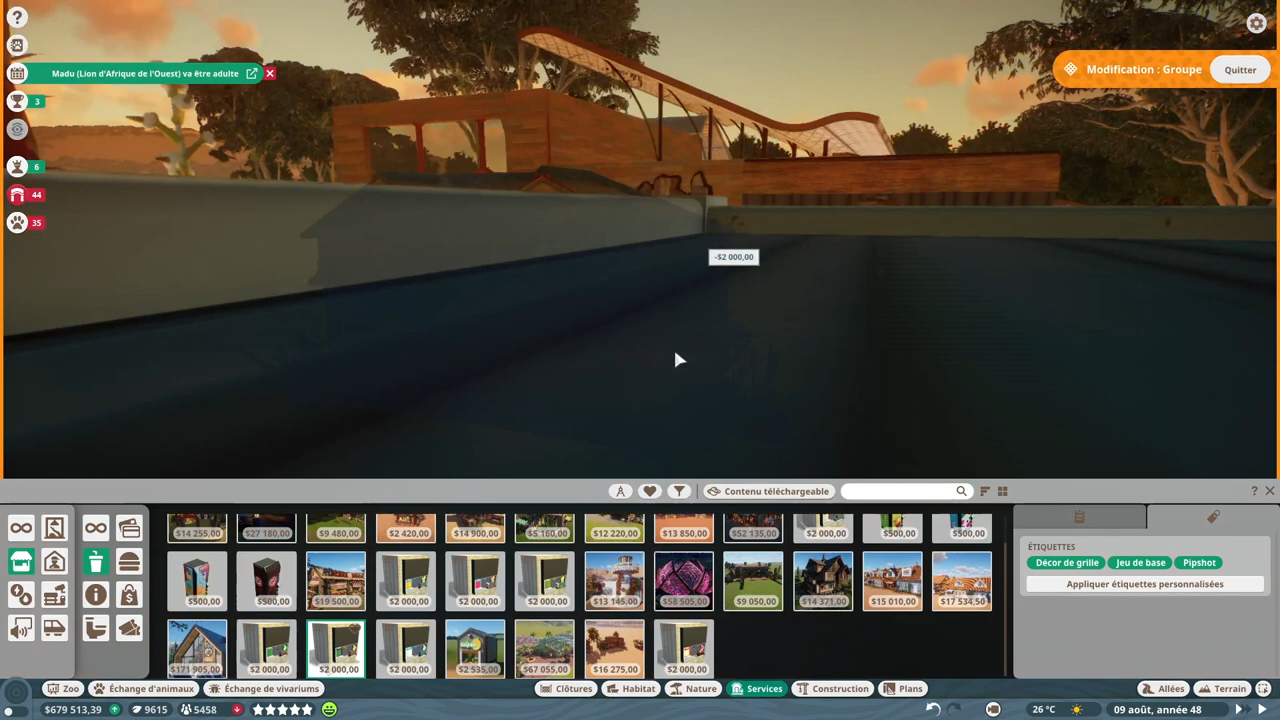 ?
Madu (Lion d'Afrique de l'Ouest) va être adulte
3
6
44
35
Modification : Groupe
Quitter
-$2 000,00
Contenu téléchargeable
?
$14 255,00
$27 180,00
$9 480,00
$2 420,00
$14 900,00
$5 160,00
$12 220,00
$13 850,00
$52 135,00
$2 000,00
$500,00
$500,00
$500,00
$500,00
$19 500,00
$2 000,00
$2 000,00
$2 000,00
$13 145,00
$58 505,00
$9 050,00
$14 371,00
$15 010,00
$17 534,50
$171 905,00
$2 000,00
$2 000,00
$2 000,00
$2 535,00
$67 055,00
$16 275,00
$2 000,00
ÉTIQUETTES
Décor de grille
Jeu de base
Pipshot
Appliquer étiquettes personnalisées
Zoo
Échange d'animaux
Échange de vivariums
Clôtures
Habitat
Nature
Services
Construction
Plans
Allées
Terrain
$679 513,39
9615
5458
26 °C
09 août, année 48